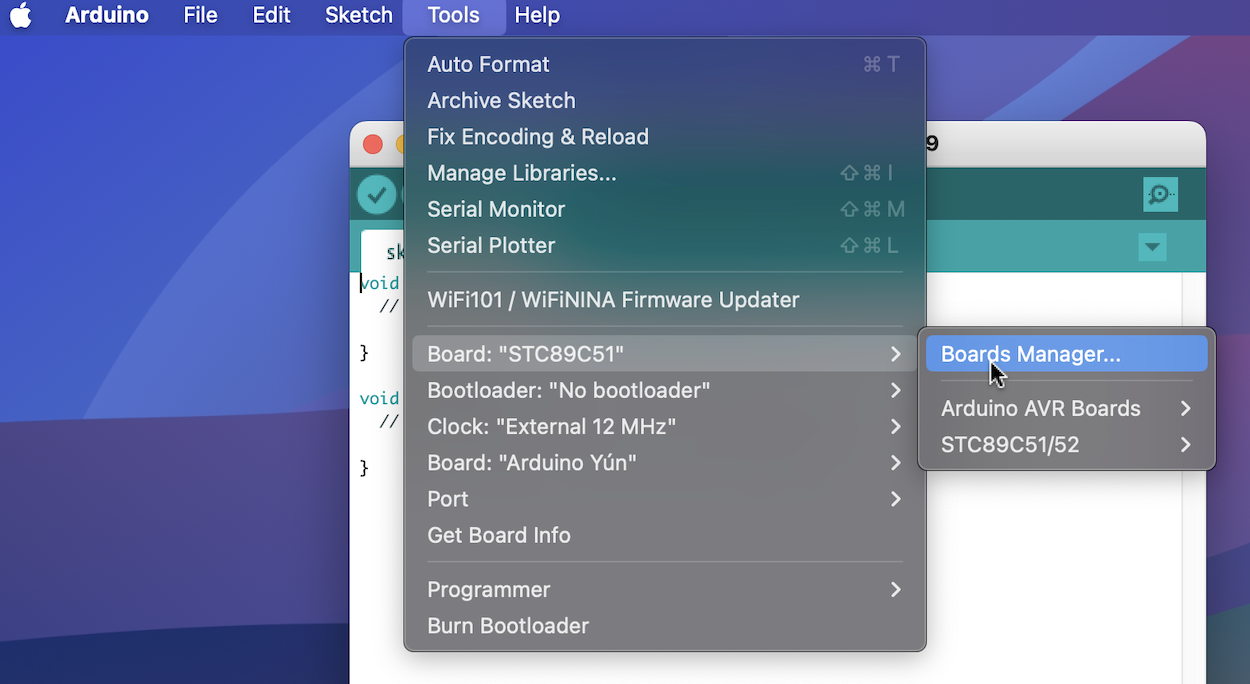 Arduino File Edit Sketch Tools Help
Auto Format ⌘ T
Archive Sketch
Fix Encoding & Reload
Manage Libraries... ⇧ ⌘ I
Serial Monitor ⇧ ⌘ M
Serial Plotter ⇧ ⌘ L
WiFi101 / WiFiNINA Firmware Updater
Board: "STC89C51"
Bootloader: "No bootloader"
Clock: "External 12 MHz"
Board: "Arduino Yún"
Port
Get Board Info
Programmer
Burn Bootloader
Boards Manager...
Arduino AVR Boards
STC89C51/52
9
sk
void
//
}
void
//
}